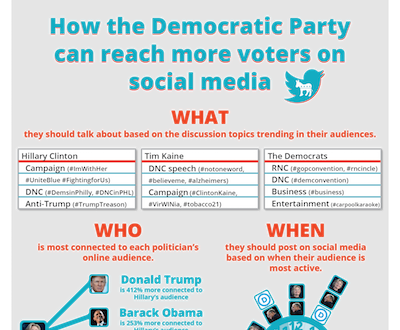 How the Democratic Party
can reach more voters on
social media
WHAT
they should talk about based on the discussion topics trending in their audiences.
Hillary Clinton
Campaign (#ImWithHer
#UniteBlue #FightingforUs)
DNC (#DemsinPhilly, #DNCinPHL)
Anti-Trump (#TrumpTreason)
Tim Kaine
DNC speech (#notoneword,
#believeme, #alzheimers)
Campaign (#ClintonKaine,
#VirWiNia, #tobacco21)
The Democrats
RNC (#gopconvention, #rncincle)
DNC (#demconvention)
Business (#business)
Entertainment (#carpoolkaraoke)
WHO
is most connected to each politician's
online audience.
Donald Trump
is 412% more connected to
Hillary's audience
Barack Obama
is 253% more connected to
Hillary's audience
WHEN
they should post on social media
based on when their audience is
most active.
12